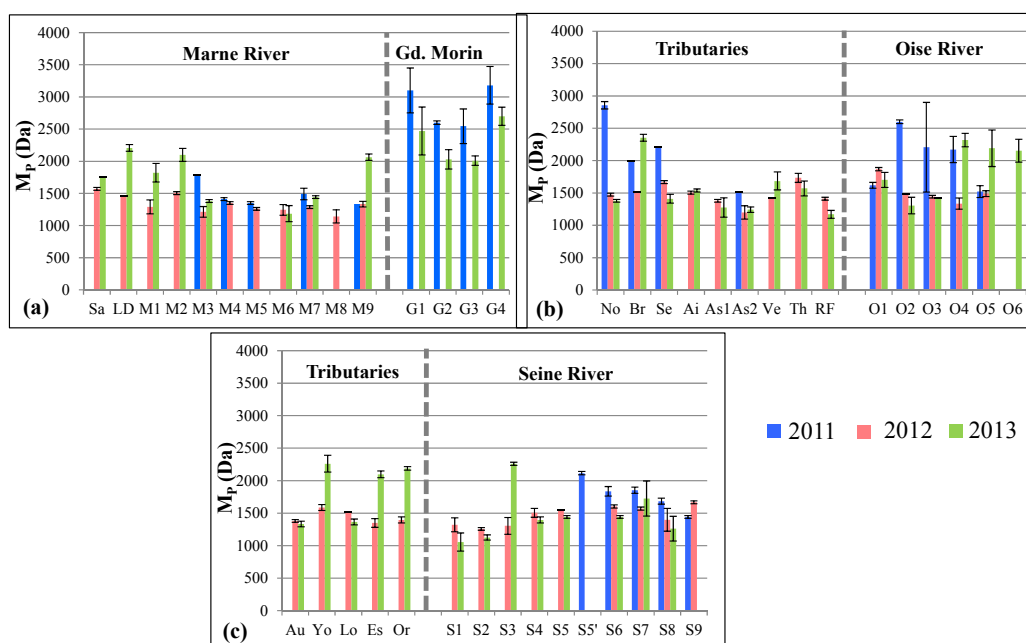 Marne River
Gd. Morin
M_P (Da)
4000
3500
3000
2500
2000
1500
1000
500
0
(a)
Sa LD M1 M2 M3 M4 M5 M6 M7 M8 M9 G1 G2 G3 G4
Tributaries
Oise River
M_P (Da)
4000
3500
3000
2500
2000
1500
1000
500
0
(b)
No Br Se Ai As1 As2 Ve Th RF O1 O2 O3 O4 O5 O6
Tributaries
Seine River
M_P (Da)
4000
3500
3000
2500
2000
1500
1000
500
0
(c)
Au Yo Lo Es Or S1 S2 S3 S4 S5 S5' S6 S7 S8 S9
2011 2012 2013